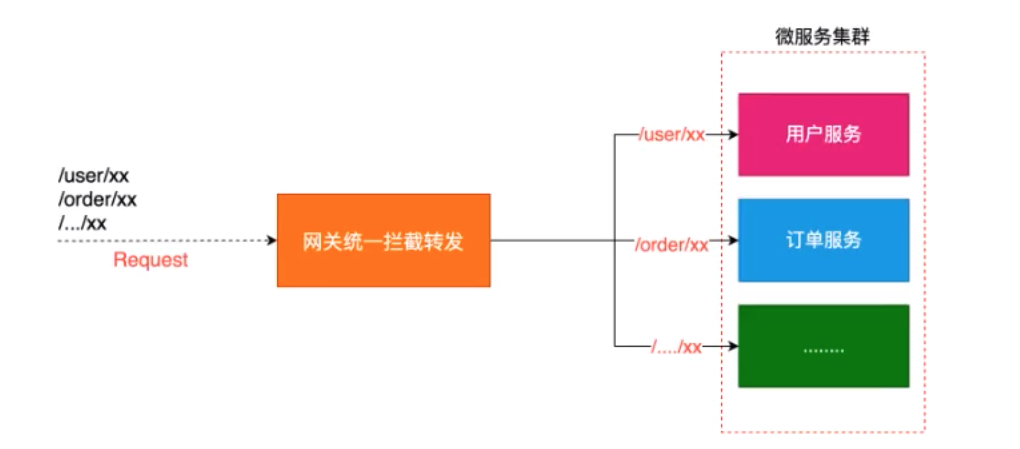 微服务集群
/user/xx
/order/xx
/.../xx
Request
网关统一拦截转发
/user/xx
用户服务
/order/xx
订单服务
/..../xx
........